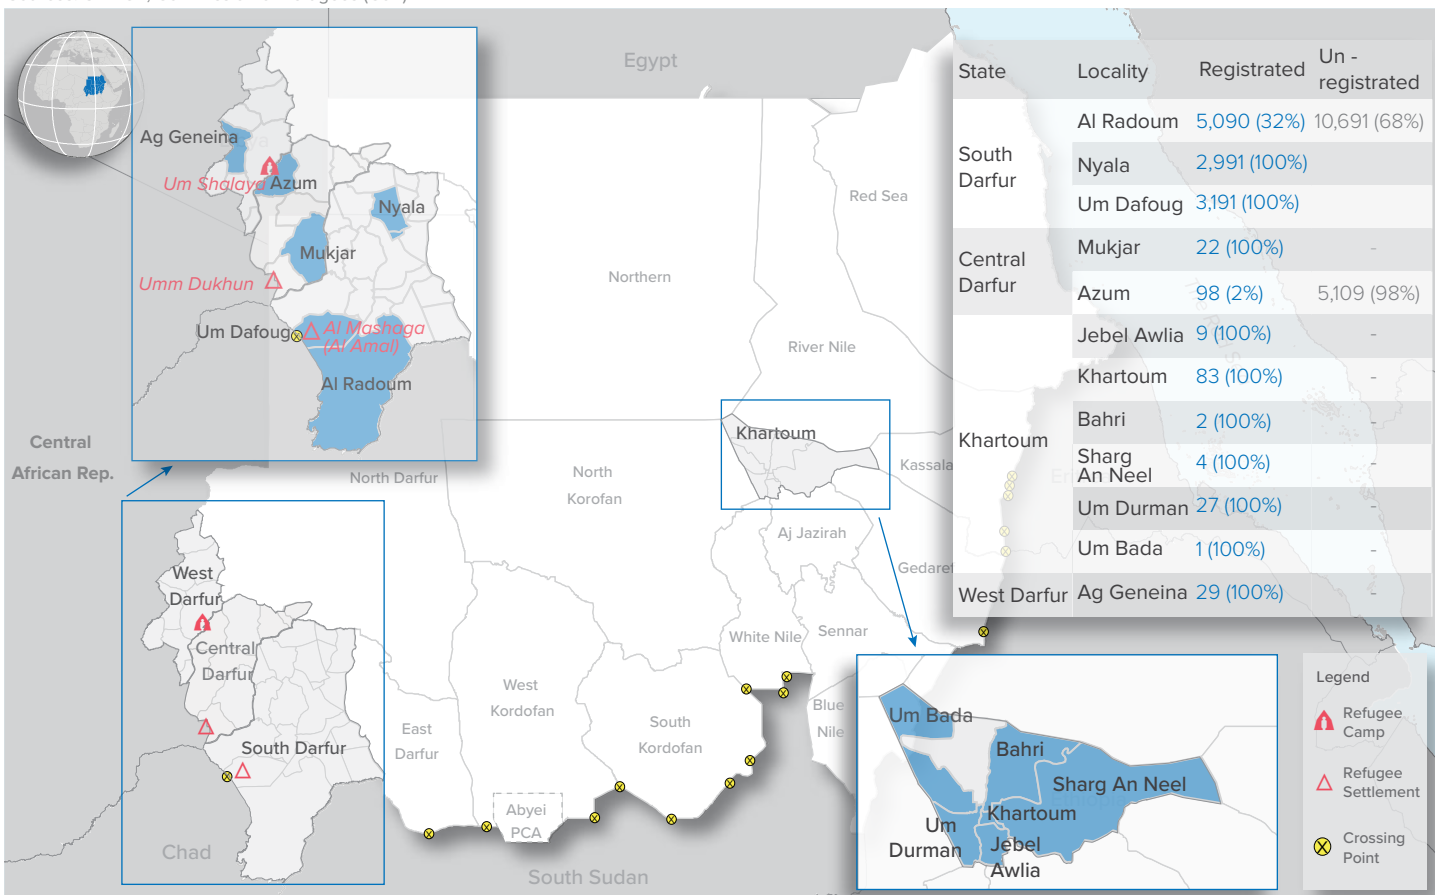 Egypt
Ag Geneina
Um Shalaya
Azum
Nyala
Mukjar
Umm Dukhun
Um Dafoug
Al Mashaga
(Al Amal)
Al Radoum
Central
African Rep.
Northern
Red Sea
River Nile
Khartoum
Kassala
North Darfur
North
Korofan
Aj Jazirah
Gedaref
West
Darfur
Central
Darfur
South Darfur
White Nile
Sennar
West
Kordofan
South
Kordofan
Blue
Nile
East
Darfur
Abyei
PCA
Chad
South Sudan
State Locality Registrated Un -
registrated
South
Darfur
Al Radoum 5,090 (32%) 10,691 (68%)
Nyala 2,991 (100%)
Um Dafoug 3,191 (100%)
Central
Darfur
Mukjar 22 (100%) -
Azum 98 (2%) 5,109 (98%)
Khartoum
Jebel Awlia 9 (100%) -
Khartoum 83 (100%) -
Bahri 2 (100%) -
Sharg
An Neel 4 (100%) -
Um Durman 27 (100%) -
Um Bada 1 (100%) -
West Darfur Ag Geneina 29 (100%) -
Um Bada
Bahri
Sharg An Neel
Ethiopia
Khartoum
Um
Durman
Jebel
Awlia
Legend
Refugee
Camp
Refugee
Settlement
Crossing
Point